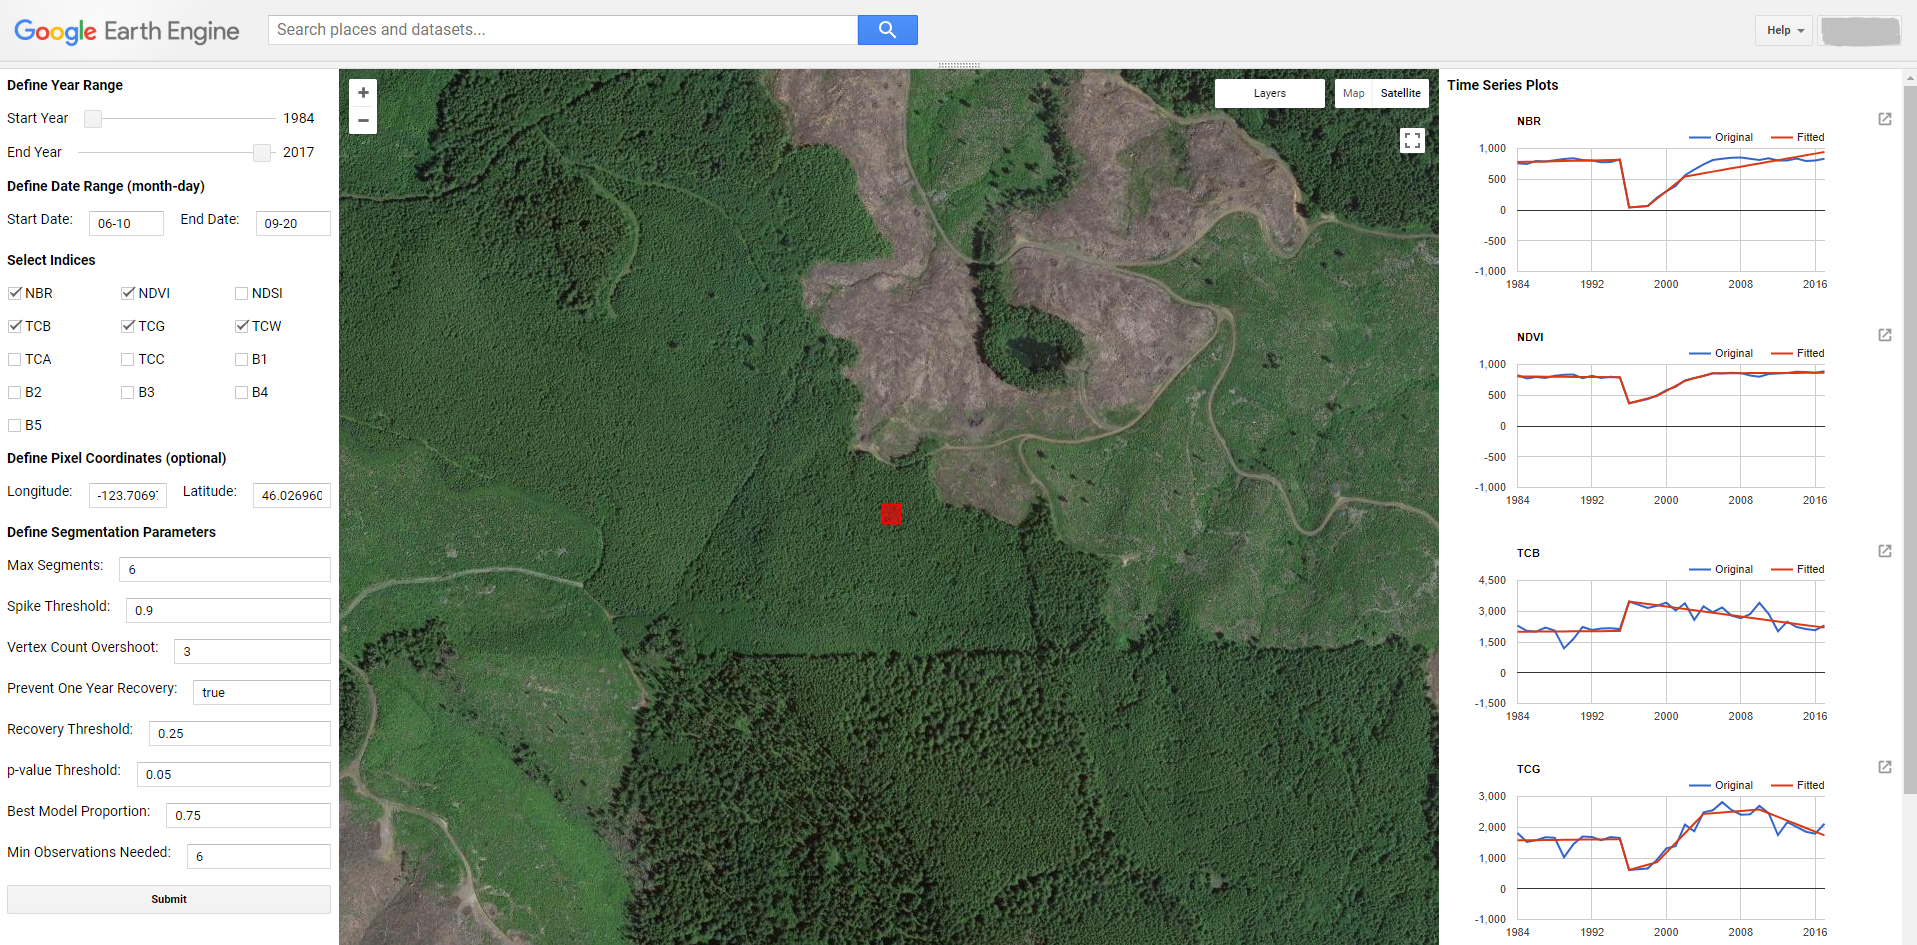 Google Earth Engine
Search places and datasets...
Help
Define Year Range
Start Year 1984
End Year 2017
Define Date Range (month-day)
Start Date: 06-10 End Date: 09-20
Select Indices
NBR NDVI NDSI
TCB TCG TCW
TCA TCC B1
B2 B3 B4
B5
Define Pixel Coordinates (optional)
Longitude: -123.7069 Latitude: 46.026960
Define Segmentation Parameters
Max Segments: 6
Spike Threshold: 0.9
Vertex Count Overshoot: 3
Prevent One Year Recovery: true
Recovery Threshold: 0.25
p-value Threshold: 0.05
Best Model Proportion: 0.75
Min Observations Needed: 6
Submit
+
−
Layers
Map Satellite
Time Series Plots
NBR
Original Fitted
1,000
500
0
-500
-1,000
1984 1992 2000 2008 2016
NDVI
Original Fitted
1,000
500
0
-500
-1,000
1984 1992 2000 2008 2016
TCB
Original Fitted
4,500
3,000
1,500
0
-1,500
1984 1992 2000 2008 2016
TCG
Original Fitted
3,000
2,000
1,000
0
-1,000
1984 1992 2000 2008 2016